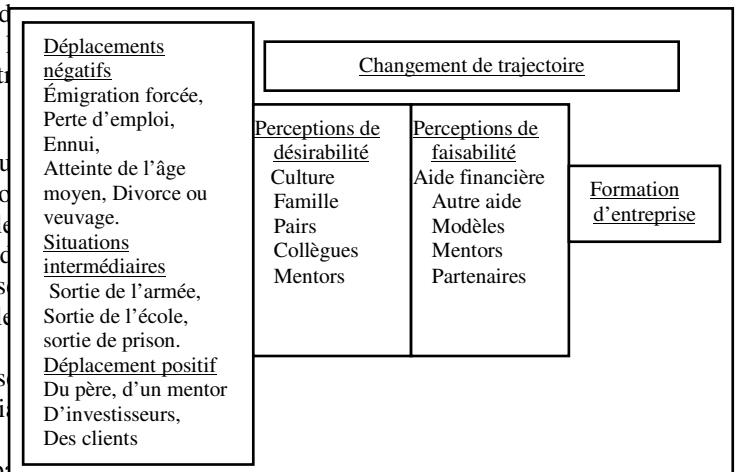 Déplacements
négatifs
Émigration forcée,
Perte d'emploi,
Ennui,
Atteinte de l'âge
moyen, Divorce ou
veuvage.
Situations
intermédiaires
Sortie de l'armée,
Sortie de l'école,
sortie de prison.
Déplacement positif
Du père, d'un mentor
D'investisseurs,
Des clients
Changement de trajectoire
Perceptions de
désirabilité
Culture
Famille
Pairs
Collègues
Mentors
Perceptions de
faisabilité
Aide financière
Autre aide
Modèles
Mentors
Partenaires
Formation
d'entreprise